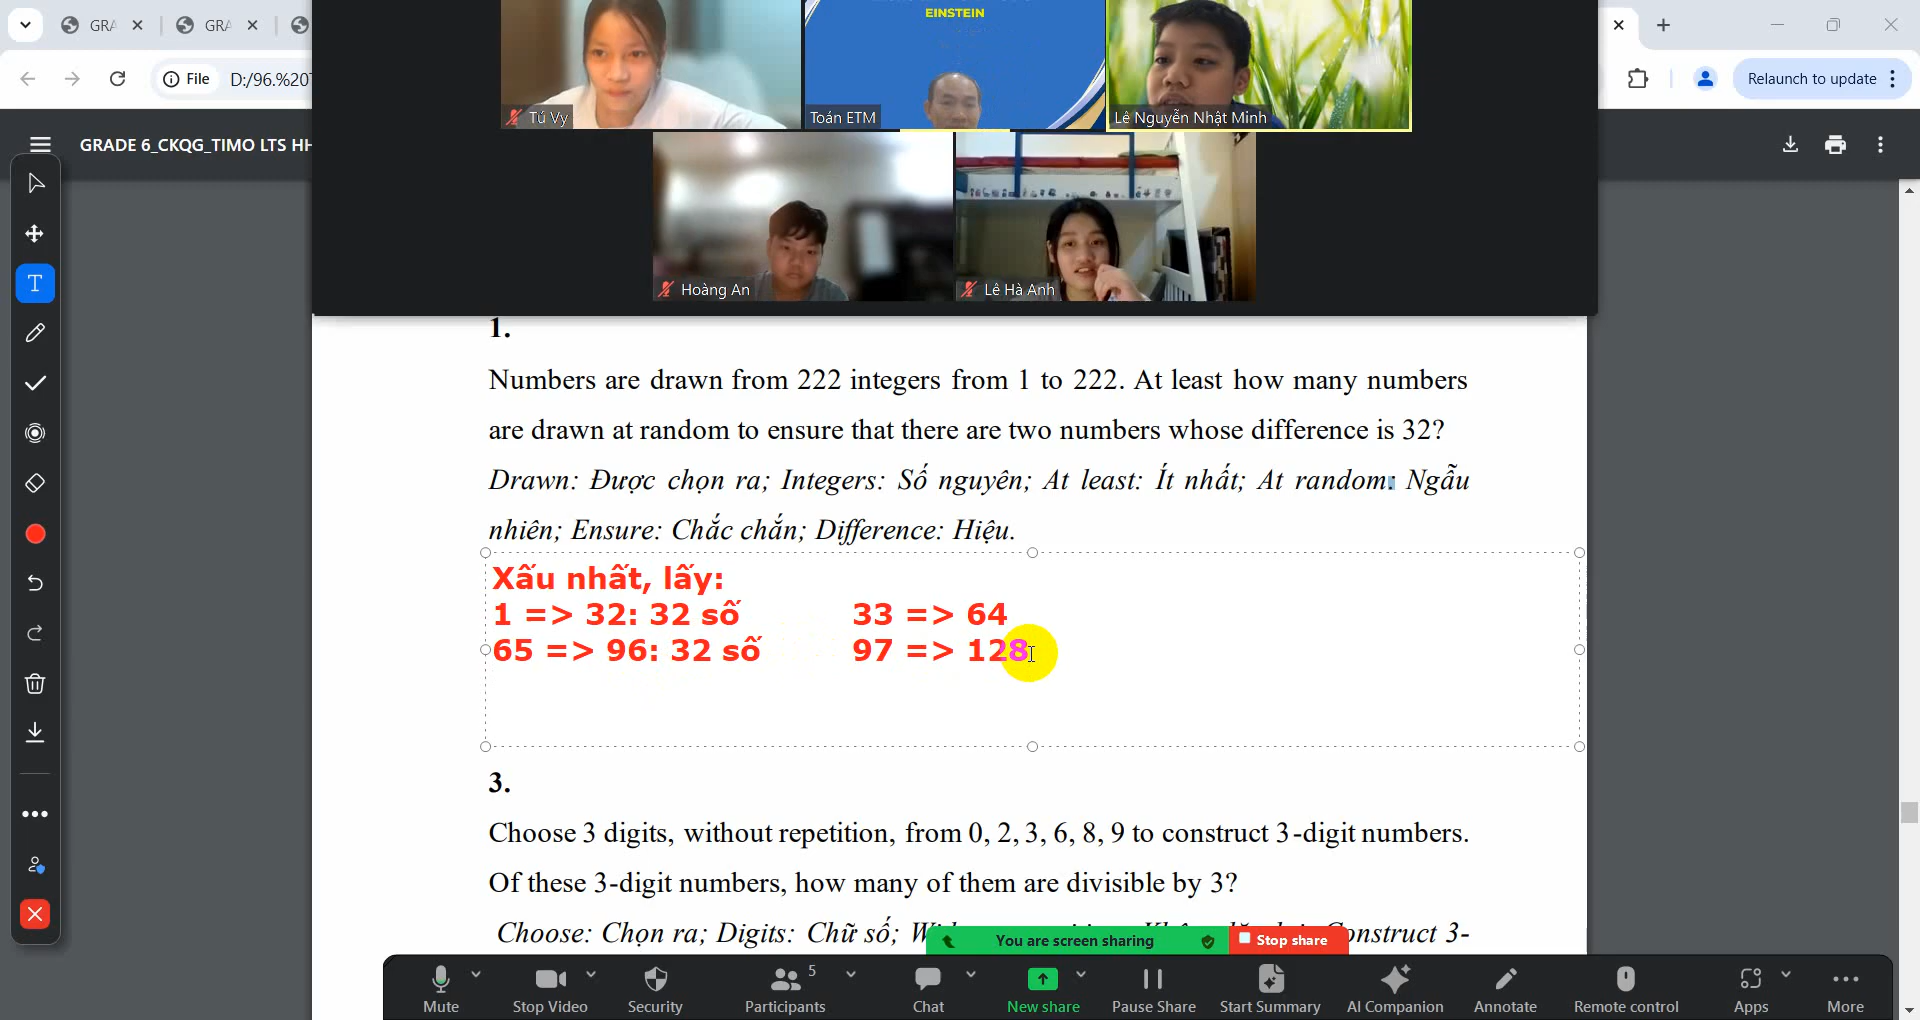 GRA
GRA
File
D:/96.%20T
Relaunch to update
GRADE 6_CKQG_TIMO LTS HH
EINSTEIN
Tú Vy
Toán ETM
Lê Nguyễn Nhật Minh
Hoàng An
Lê Hà Anh
1.
Numbers are drawn from 222 integers from 1 to 222. At least how many numbers
are drawn at random to ensure that there are two numbers whose difference is 32?
Drawn: Được chọn ra; Integers: Số nguyên; At least: Ít nhất; At random: Ngẫu
nhiên; Ensure: Chắc chắn; Difference: Hiệu.
Xấu nhất, lấy:
1 => 32: 32 số 33 => 64
65 => 96: 32 số 97 => 128
3.
Choose 3 digits, without repetition, from 0, 2, 3, 6, 8, 9 to construct 3-digit numbers.
Of these 3-digit numbers, how many of them are divisible by 3?
Choose: Chọn ra; Digits: Chữ số; Construct 3-
You are screen sharing
Stop share
Mute
Stop Video
Security
5
Participants
Chat
New share
Pause Share
Start Summary
AI Companion
Annotate
Remote control
Apps
More